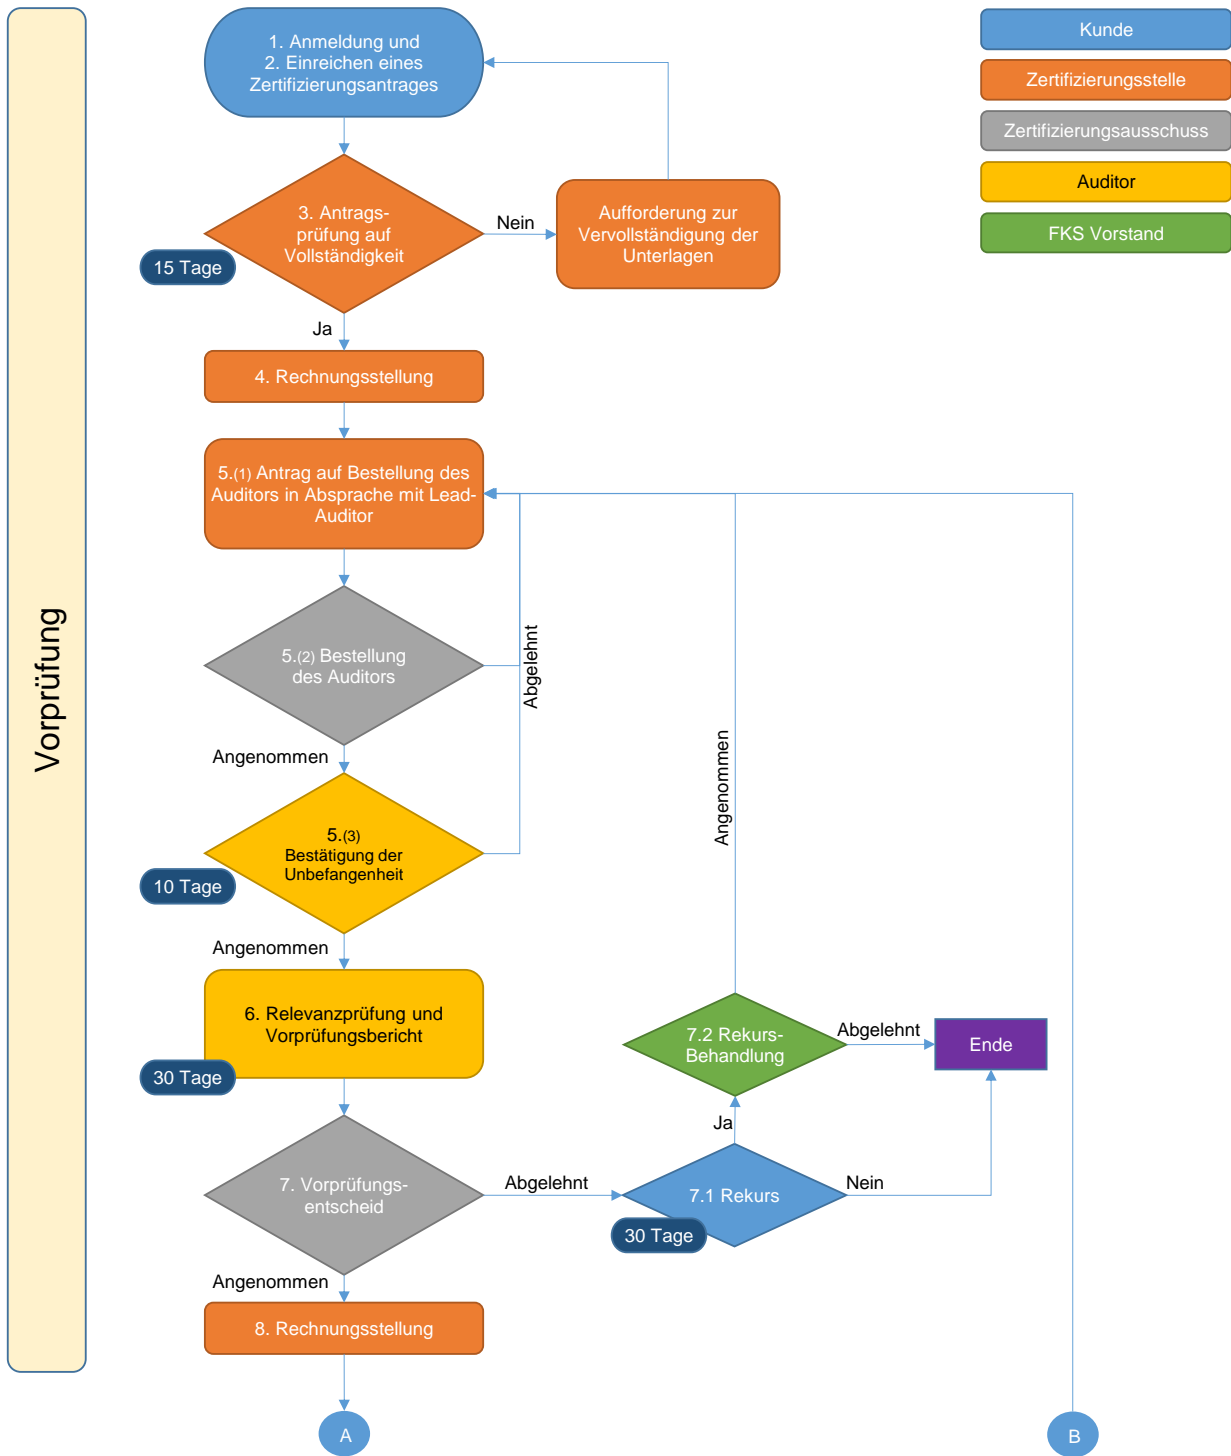 Vorprüfung
1. Anmeldung und
2. Einreichen eines
Zertifizierungsantrages
Kunde
Zertifizierungsstelle
Zertifizierungsausschuss
Auditor
FKS Vorstand
3. Antrags-
prüfung auf
Vollständigkeit
15 Tage
Nein
Aufforderung zur
Vervollständigung der
Unterlagen
Ja
4. Rechnungsstellung
5.(1) Antrag auf Bestellung des
Auditors in Absprache mit Lead-
Auditor
5.(2) Bestellung
des Auditors
Abgelehnt
Angenommen
5.(3)
Bestätigung der
Unbefangenheit
10 Tage
Angenommen
Angenommen
6. Relevanzprüfung und
Vorprüfungsbericht
30 Tage
7.2 Rekurs-
Behandlung
Abgelehnt
Ende
Ja
7. Vorprüfungs-
entscheid
Abgelehnt
7.1 Rekurs
30 Tage
Nein
Angenommen
8. Rechnungsstellung
A
B